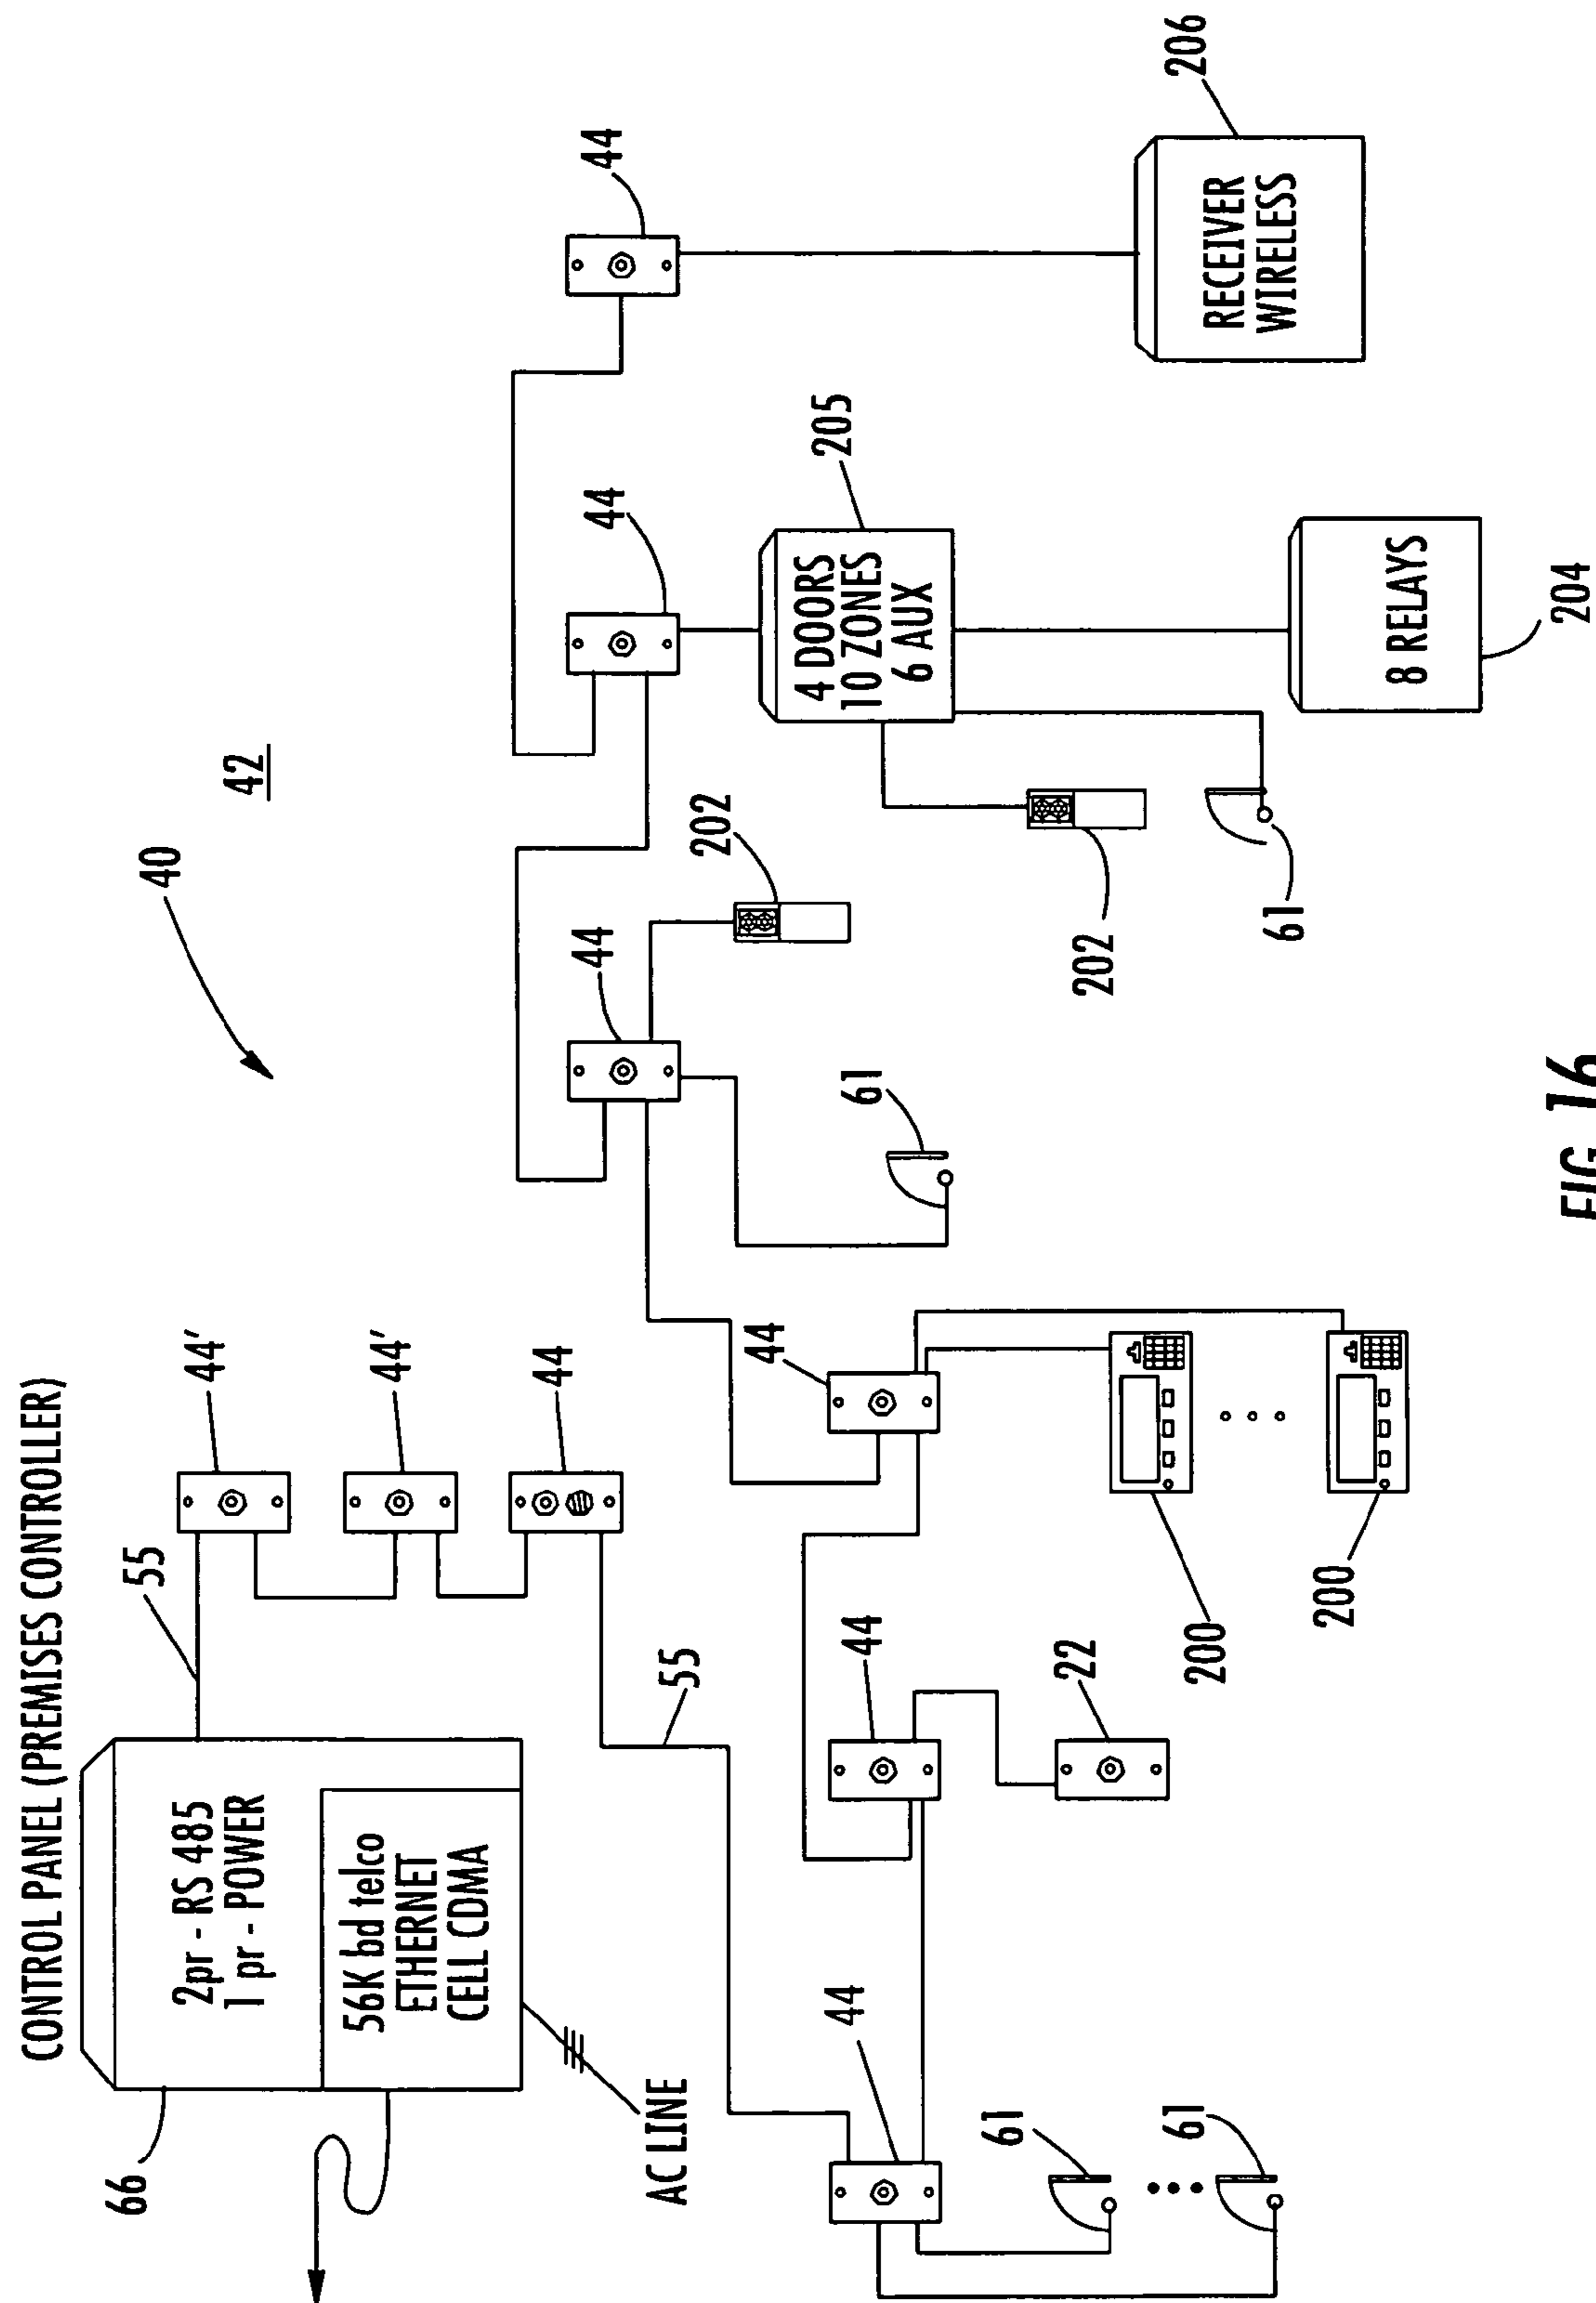 CONTROL PANEL (PREMISES CONTROLLER)
66
2pr - RS 485
1 pr - POWER
56K bd telco
ETHERNET
CELL CDMA
AC LINE
55
44'
44'
44
55
40
42
44
61
61
44
22
44
200
200
44
202
61
44
205
4 DOORS
10 ZONES
6 AUX
202
61
8 RELAYS
204
44
206
RECEIVER
WIRELESS
FIG. 16